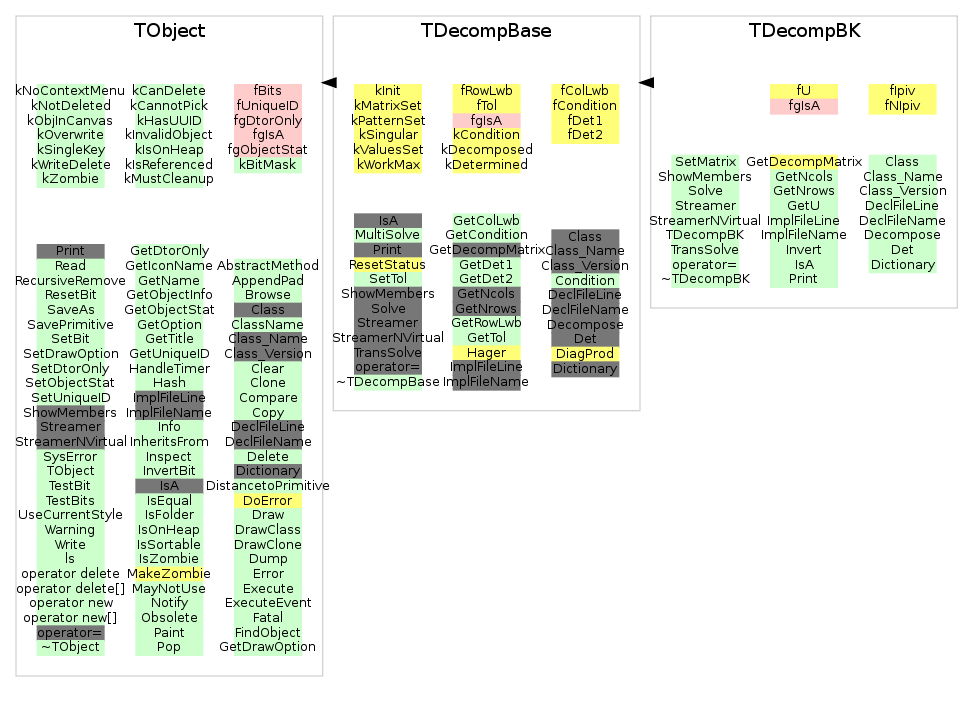 TObject
kNoContextMenu
kNotDeleted
kObjInCanvas
kOverwrite
kSingleKey
kWriteDelete
kZombie
kCanDelete
kCannotPick
kHasUUID
kInvalidObject
kIsOnHeap
kIsReferenced
kMustCleanup
fBits
fUniqueID
fgDtorOnly
fgIsA
fgObjectStat
kBitMask
Print
Read
RecursiveRemove
ResetBit
SaveAs
SavePrimitive
SetBit
SetDrawOption
SetDtorOnly
SetObjectStat
SetUniqueID
ShowMembers
Streamer
StreamerNVirtual
SysError
TObject
TestBit
TestBits
UseCurrentStyle
Warning
Write
ls
operator delete
operator delete[]
operator new
operator new[]
operator=
~TObject
GetDtorOnly
GetIconName
GetName
GetObjectInfo
GetObjectStat
GetOption
GetTitle
GetUniqueID
HandleTimer
Hash
ImplFileLine
ImplFileName
Info
InheritsFrom
Inspect
InvertBit
IsA
IsEqual
IsFolder
IsOnHeap
IsSortable
IsZombie
MakeZombie
MayNotUse
Notify
Obsolete
Paint
Pop
AbstractMethod
AppendPad
Browse
Class
ClassName
Class_Name
Class_Version
Clear
Clone
Compare
Copy
DeclFileLine
DeclFileName
Delete
Dictionary
DistancetoPrimitive
DoError
Draw
DrawClass
DrawClone
Dump
Error
Execute
ExecuteEvent
Fatal
FindObject
GetDrawOption
TDecompBase
kInit
kMatrixSet
kPatternSet
kSingular
kValuesSet
kWorkMax
fRowLwb
fTol
fgIsA
kCondition
kDecomposed
kDetermined
fColLwb
fCondition
fDet1
fDet2
IsA
MultiSolve
Print
ResetStatus
SetTol
ShowMembers
Solve
Streamer
StreamerNVirtual
TransSolve
operator=
~TDecompBase
GetColLwb
GetCondition
GetDecompMatrix
GetDet1
GetDet2
GetNcols
GetNrows
GetRowLwb
GetTol
Hager
ImplFileLine
ImplFileName
Class
Class_Name
Class_Version
Condition
DeclFileLine
DeclFileName
Decompose
Det
DiagProd
Dictionary
TDecompBK
fU
fgIsA
fIpiv
fNIpiv
SetMatrix
ShowMembers
Solve
Streamer
StreamerNVirtual
TDecompBK
TransSolve
operator=
~TDecompBK
GetDecompMatrix
GetNcols
GetNrows
GetU
ImplFileLine
ImplFileName
Invert
IsA
Print
Class
Class_Name
Class_Version
DeclFileLine
DeclFileName
Decompose
Det
Dictionary